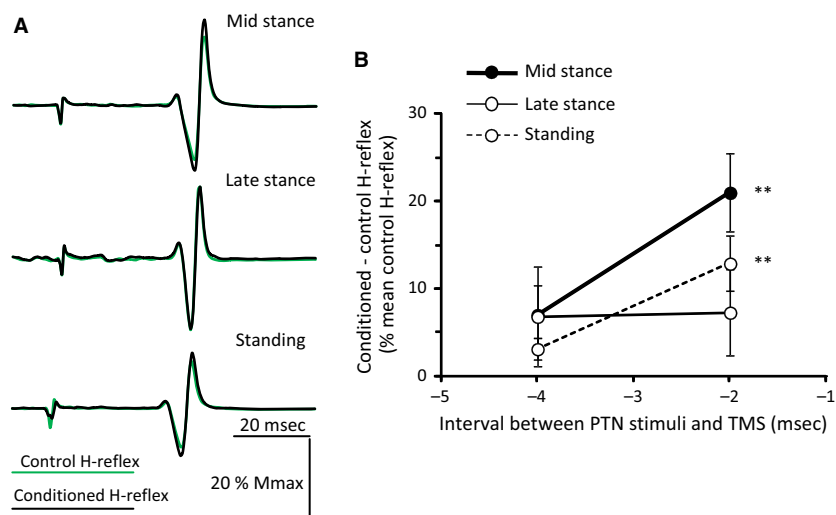 A
Mid stance
Late stance
Standing
20 msec
20 % Mmax
Control H-reflex
Conditioned H-reflex
B
Mid stance
Late stance
Standing
Conditioned - control H-reflex
(% mean control H-reflex)
30
20
10
0
**
**
–5
–4
–3
–2
–1
Interval between PTN stimuli and TMS (msec)